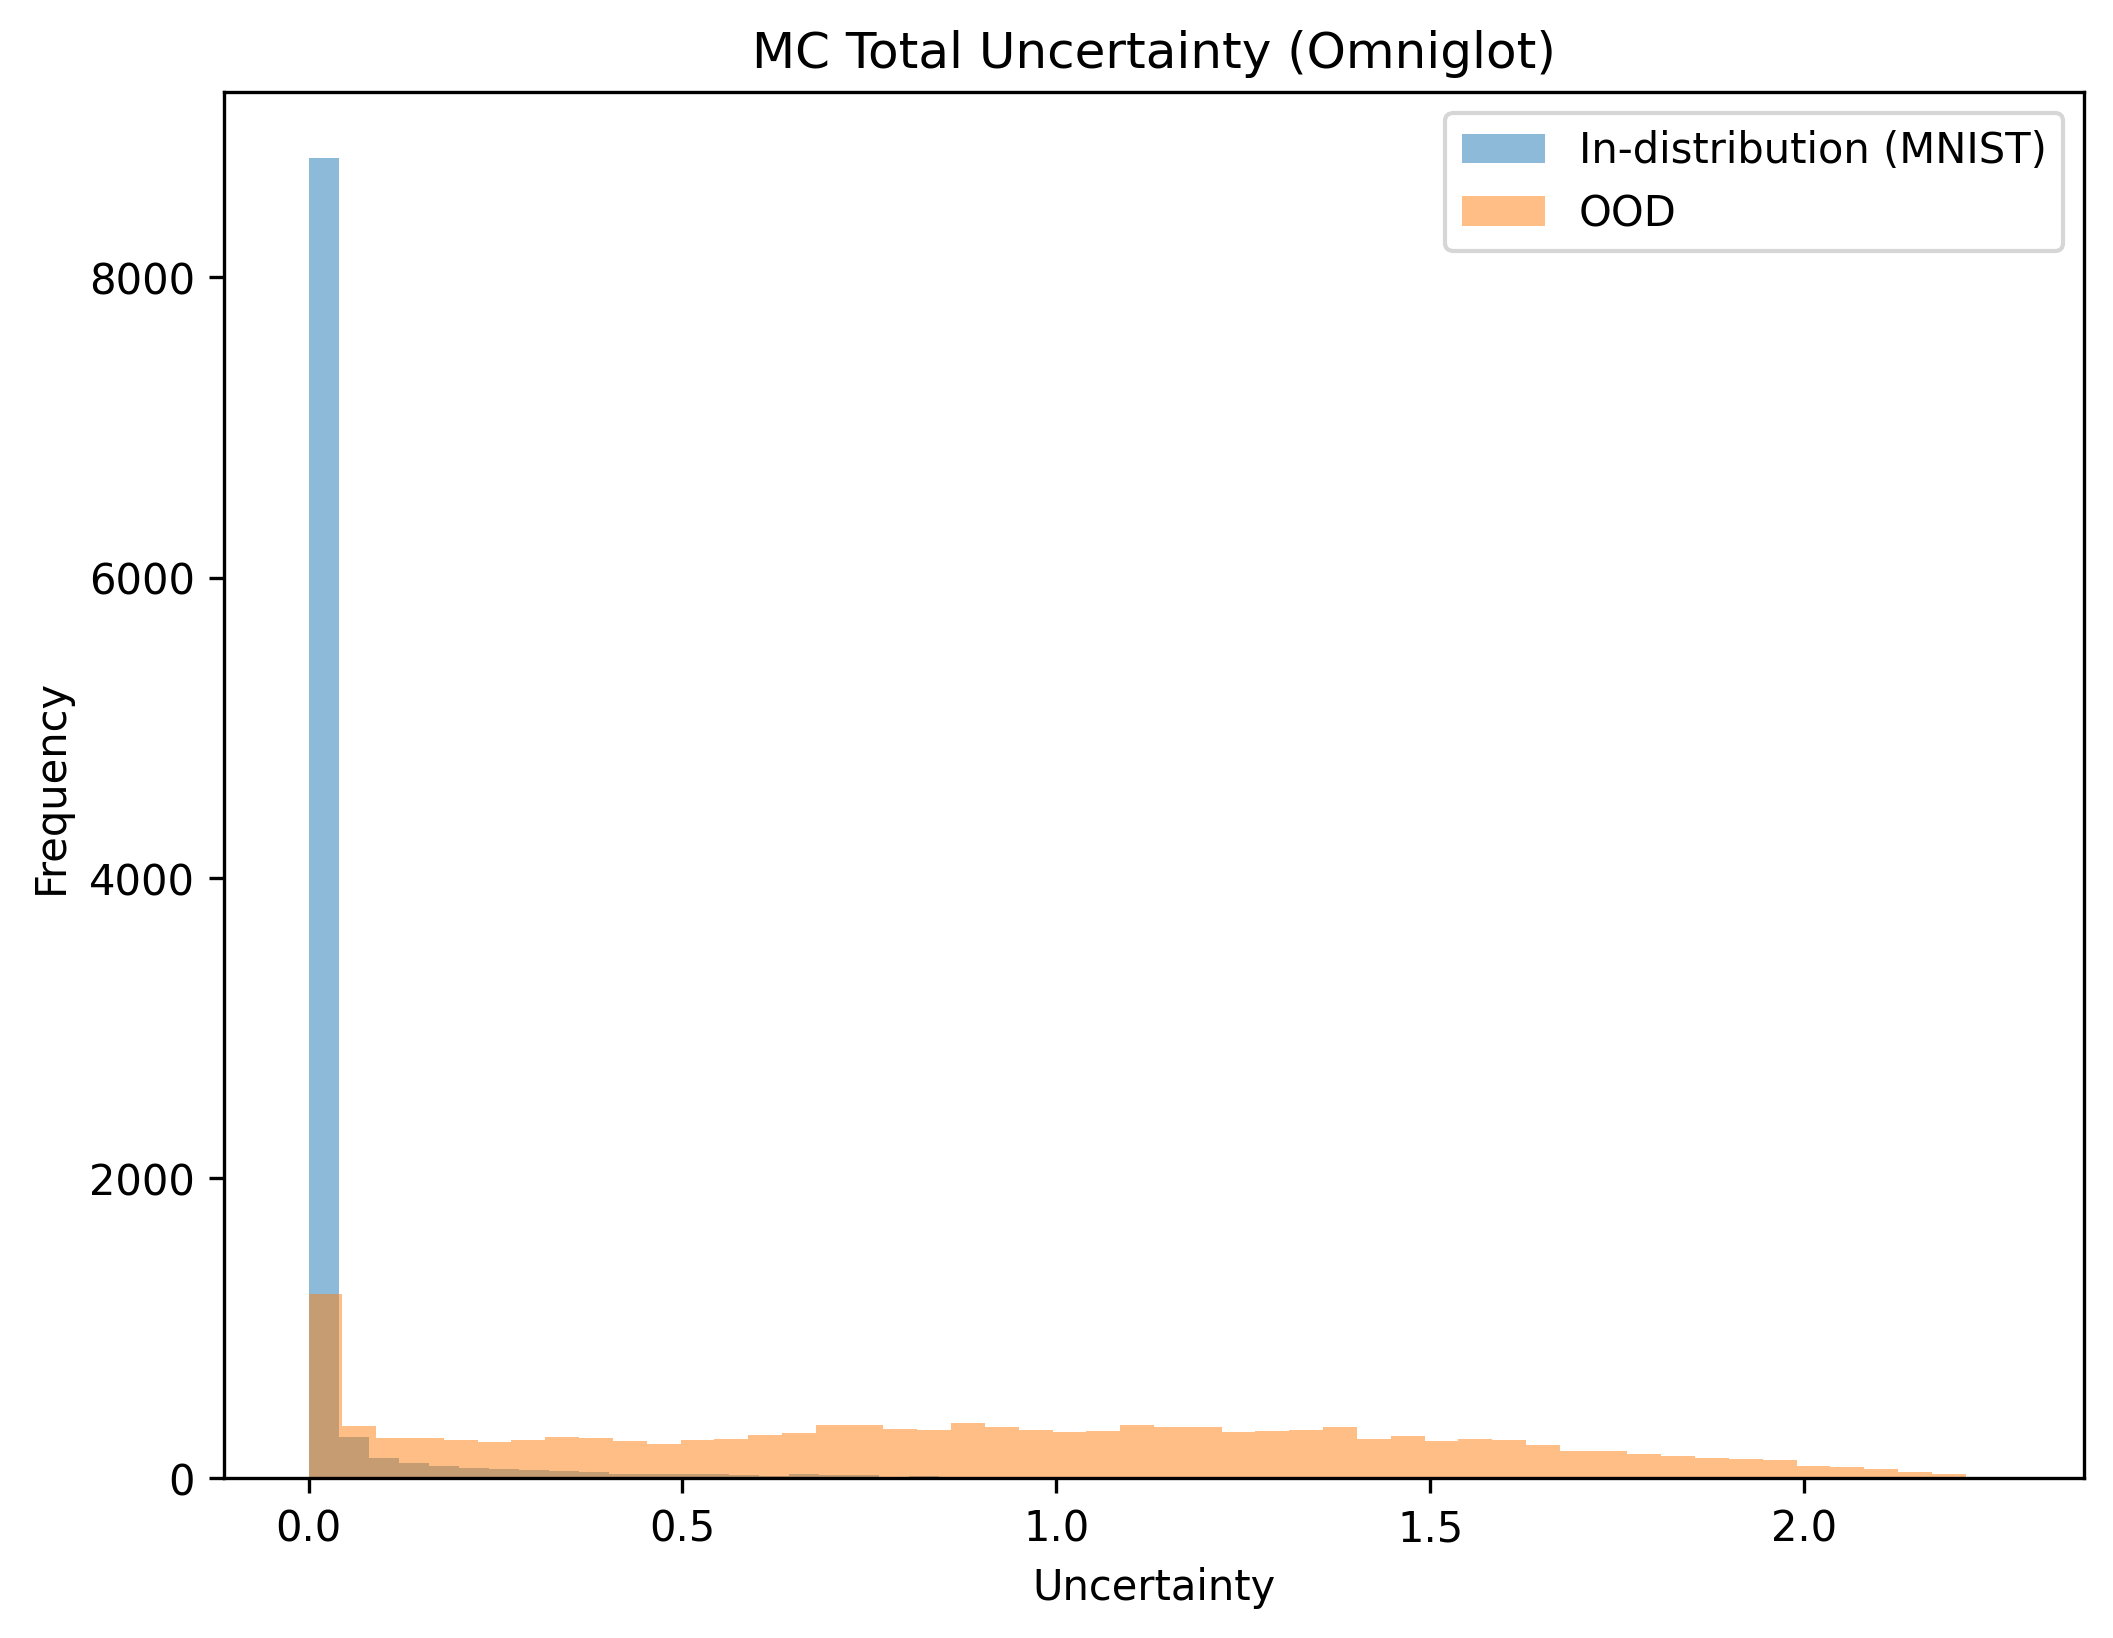 MC Total Uncertainty (Omniglot)
In-distribution (MNIST)
OOD
8000
6000
4000
2000
0
Frequency
0.0 0.5 1.0 1.5 2.0
Uncertainty